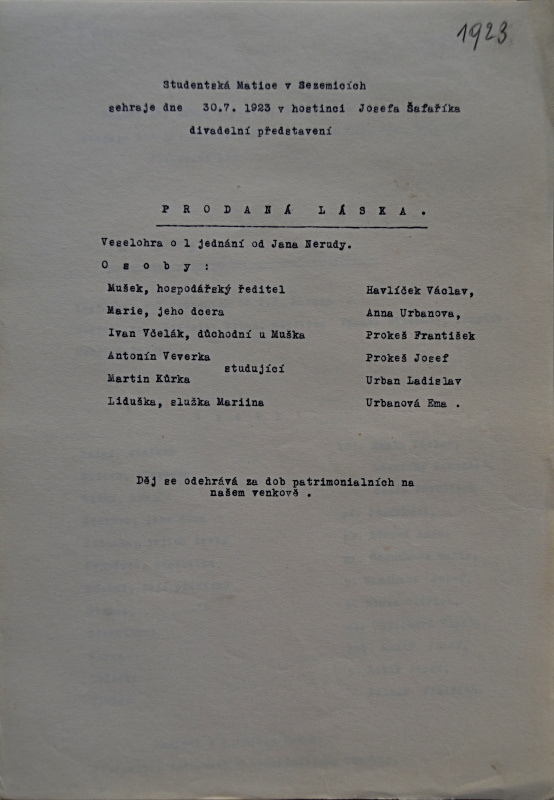 1923
Studentská Matice v Sezemicích
sehraje dne 30.7. 1923 v hostinci Josefa Šafaříka
divadelní představení
PRODANÁ LÁSKA.
Veselohra o 1 jednání od Jana Nerudy.
Osoby:
Mušek, hospodářský ředitel Havlíček Václav,
Marie, jeho dcera Anna Urbanova,
Ivan Včelák, důchodní u Muška Prokeš František
Antonín Veverka Prokeš Josef
studující
Martin Kůrka Urban Ladislav
Liduška, služka Mariina Urbanová Ema .
Děj se odehrává za dob patrimonialních na
našem venkově .